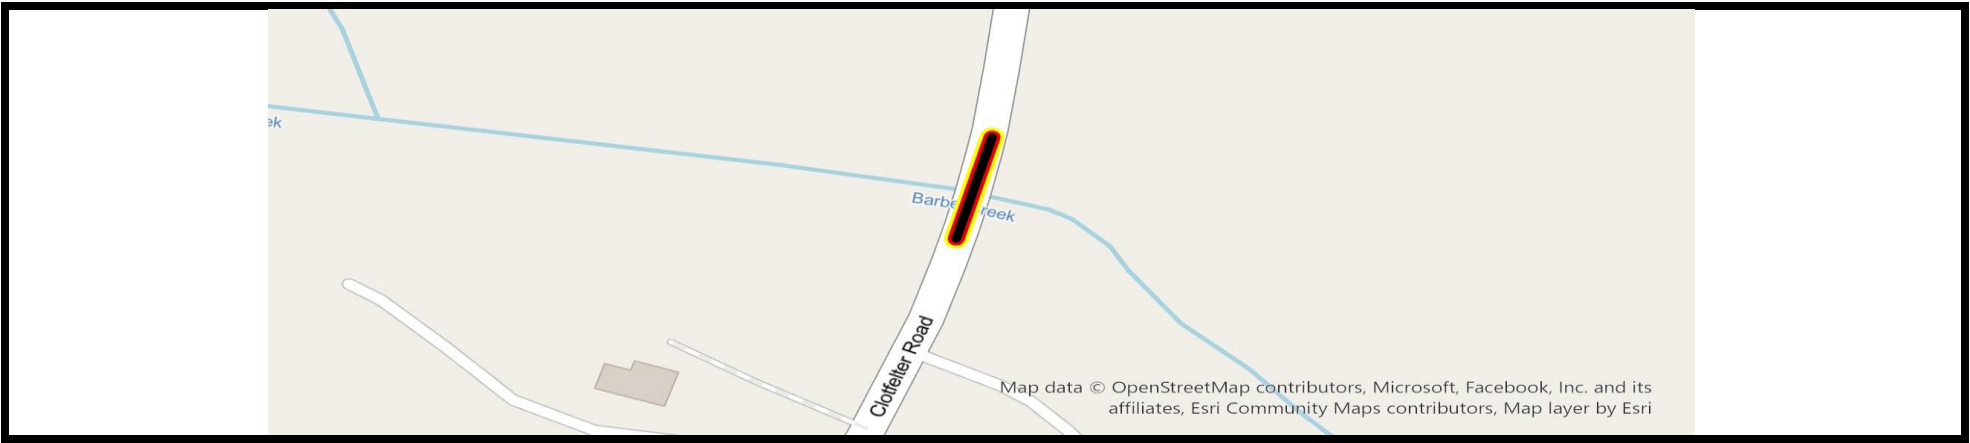 ek
Barbe reek
Clotfelter Road
Map data © OpenStreetMap contributors, Microsoft, Facebook, Inc. and its
affiliates, Esri Community Maps contributors, Map layer by Esri